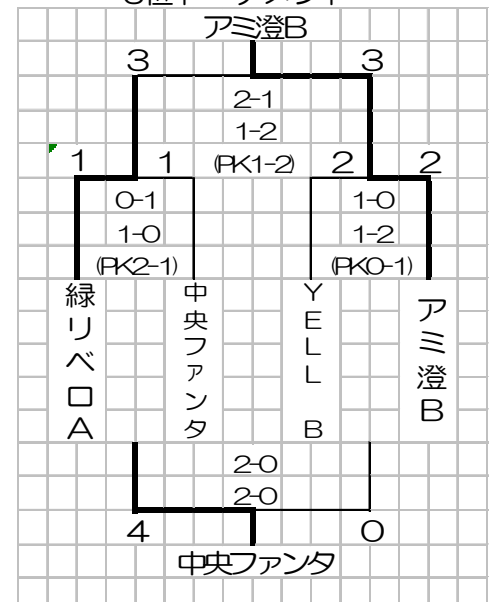 アミ澄B
3 3
2-1
1-2
1 1 (PK1-2) 2 2
0-1 1-0
1-0 1-2
(PK2-1) (PK0-1)
緑リベロA
中央ファンタ
YELL B
アミ澄B
2-0
2-0
4 0
中央ファンタ